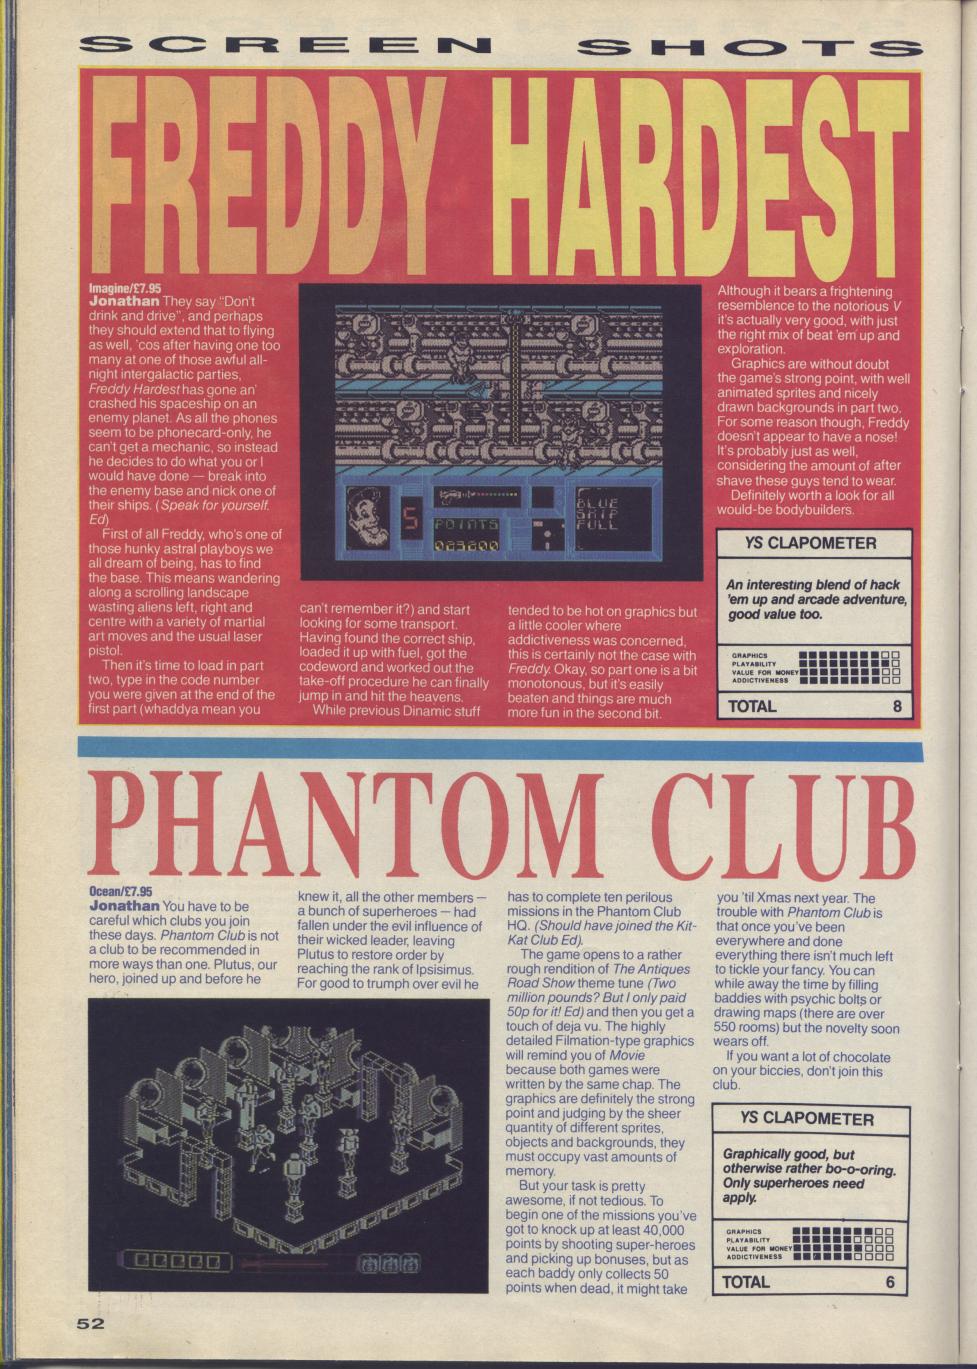 SCREEN SHOTS
FREDDY HARDEST
Imagine/£7.95
Jonathan They say "Don't
drink and drive", and perhaps
they should extend that to flying
as well, 'cos after having one too
many at one of those awful all-
night intergalactic parties,
Freddy Hardest has gone an'
crashed his spaceship on an
enemy planet. As all the phones
seem to be phonecard-only, he
can't get a mechanic, so instead
he decides to do what you or I
would have done — break into
the enemy base and nick one of
their ships. (Speak for yourself.
Ed)
First of all Freddy, who's one of
those hunky astral playboys we
all dream of being, has to find
the base. This means wandering
along a scrolling landscape
wasting aliens left, right and
centre with a variety of martial
art moves and the usual laser
pistol.
Then it's time to load in part
two, type in the code number
you were given at the end of the
first part (whaddya mean you
5
POINTS
023200
BLUE
SHIP
FULL
can't remember it?) and start
looking for some transport.
Having found the correct ship,
loaded it up with fuel, got the
codeword and worked out the
take-off procedure he can finally
jump in and hit the heavens.
While previous Dinamic stuff
tended to be hot on graphics but
a little cooler where
addictiveness was concerned,
this is certainly not the case with
Freddy. Okay, so part one is a bit
monotonous, but it's easily
beaten and things are much
more fun in the second bit.
Although it bears a frightening
resemblence to the notorious V
it's actually very good, with just
the right mix of beat 'em up and
exploration.
Graphics are without doubt
the game's strong point, with well
animated sprites and nicely
drawn backgrounds in part two.
For some reason though, Freddy
doesn't appear to have a nose!
It's probably just as well,
considering the amount of after
shave these guys tend to wear.
Definitely worth a look for all
would-be bodybuilders.
YS CLAPOMETER
An interesting blend of hack
'em up and arcade adventure,
good value too.
GRAPHICS
PLAYABILITY
VALUE FOR MONEY
ADDICTIVENESS
TOTAL 8
PHANTOM CLUB
Ocean/£7.95
Jonathan You have to be
careful which clubs you join
these days. Phantom Club is not
a club to be recommended in
more ways than one. Plutus, our
hero, joined up and before he
knew it, all the other members —
a bunch of superheroes — had
fallen under the evil influence of
their wicked leader, leaving
Plutus to restore order by
reaching the rank of Ipsisimus.
For good to trumph over evil he
has to complete ten perilous
missions in the Phantom Club
HQ. (Should have joined the Kit-
Kat Club Ed).
The game opens to a rather
rough rendition of The Antiques
Road Show theme tune (Two
million pounds? But I only paid
50p for it! Ed) and then you get a
touch of deja vu. The highly
detailed Filmation-type graphics
will remind you of Movie
because both games were
written by the same chap. The
graphics are definitely the strong
point and judging by the sheer
quantity of different sprites,
objects and backgrounds, they
must occupy vast amounts of
memory.
But your task is pretty
awesome, if not tedious. To
begin one of the missions you've
got to knock up at least 40,000
points by shooting super-heroes
and picking up bonuses, but as
each baddy only collects 50
points when dead, it might take
you 'til Xmas next year. The
trouble with Phantom Club is
that once you've been
everywhere and done
everything there isn't much left
to tickle your fancy. You can
while away the time by filling
baddies with psychic bolts or
drawing maps (there are over
550 rooms) but the novelty soon
wears off.
If you want a lot of chocolate
on your biccies, don't join this
club.
YS CLAPOMETER
Graphically good, but
otherwise rather bo-o-oring.
Only superheroes need
apply.
GRAPHICS
PLAYABILITY
VALUE FOR MONEY
ADDICTIVENESS
TOTAL 6
52